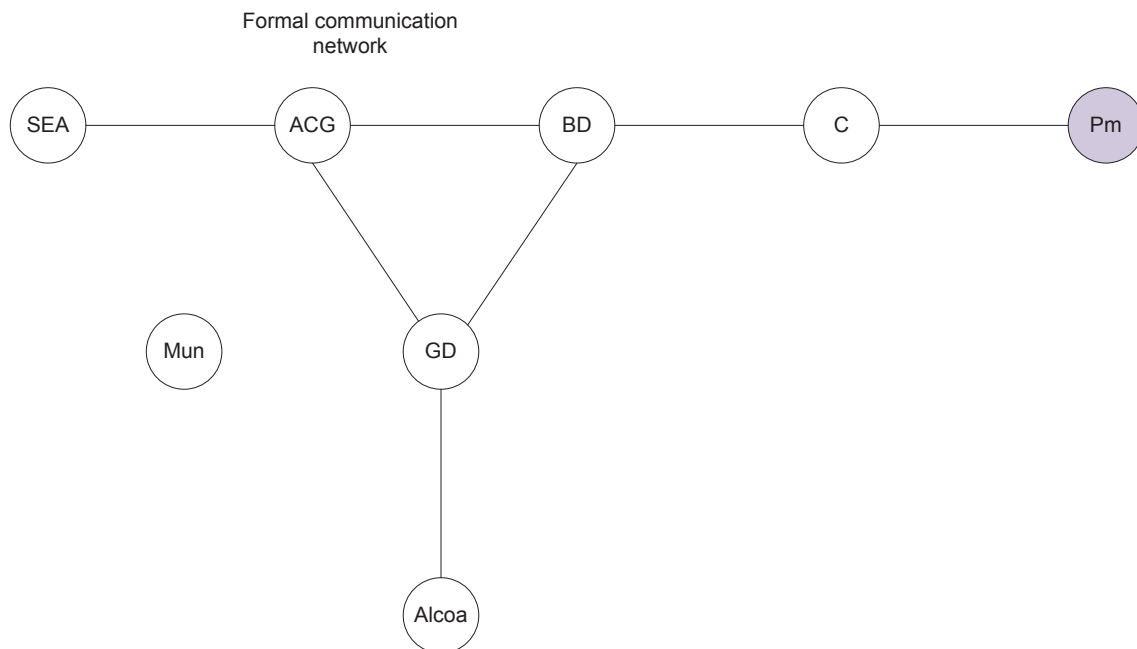 Formal communication
network
SEA
ACG
BD
C
Pm
Mun
GD
Alcoa